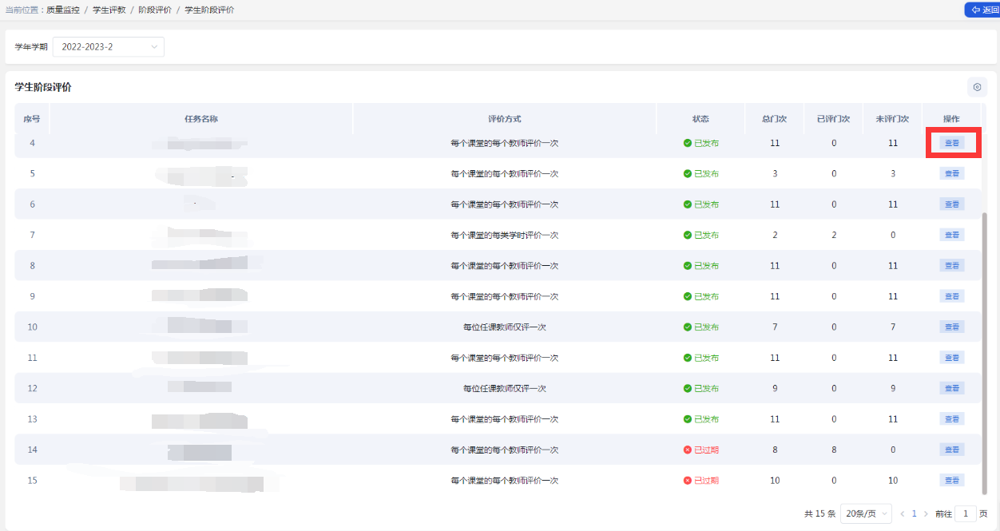 当前位置：质量监控 / 学生评教 / 阶段评价 / 学生阶段评价
返回
学年学期 2022-2023-2
学生阶段评价
序号 任务名称 评价方式 状态 总门次 已评门次 未评门次 操作
4 每个课堂的每个教师评价一次 已发布 11 0 11 查看
5 每个课堂的每个教师评价一次 已发布 3 0 3 查看
6 每个课堂的每个教师评价一次 已发布 11 0 11 查看
7 每个课堂的每类学时评价一次 已发布 2 2 0 查看
8 每个课堂的每个教师评价一次 已发布 11 0 11 查看
9 每个课堂的每个教师评价一次 已发布 11 0 11 查看
10 每位任课教师仅评一次 已发布 7 0 7 查看
11 每个课堂的每个教师评价一次 已发布 11 0 11 查看
12 每位任课教师仅评一次 已发布 9 0 9 查看
13 每个课堂的每个教师评价一次 已发布 11 0 11 查看
14 每个课堂的每个教师评价一次 已过期 8 8 0 查看
15 每个课堂的每个教师评价一次 已过期 10 0 10 查看
共 15 条 20条/页 1 前往 1 页